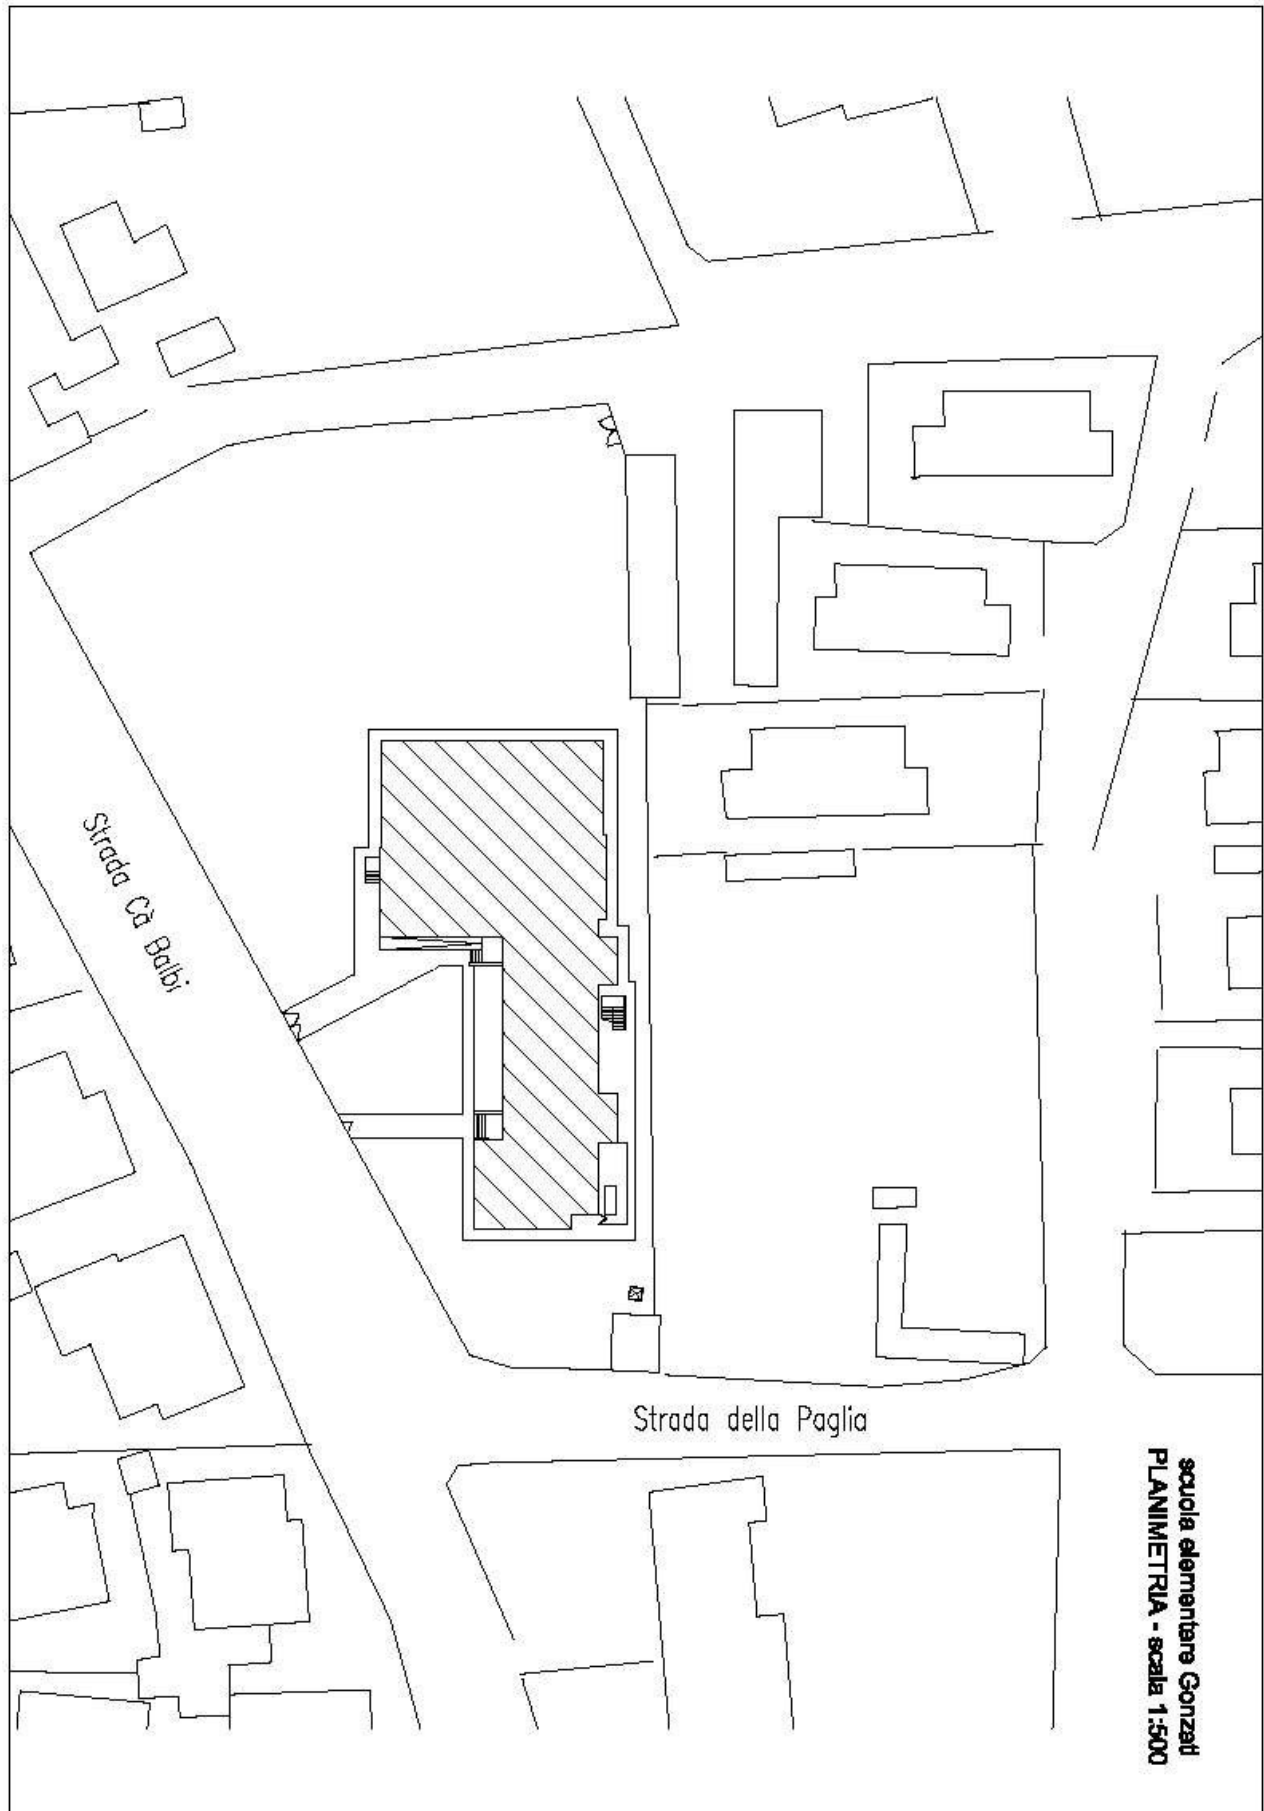 Strada Cà Balbi
Strada della Paglia
scuola elementare Gonzati
PLANIMETRIA - scala 1:500